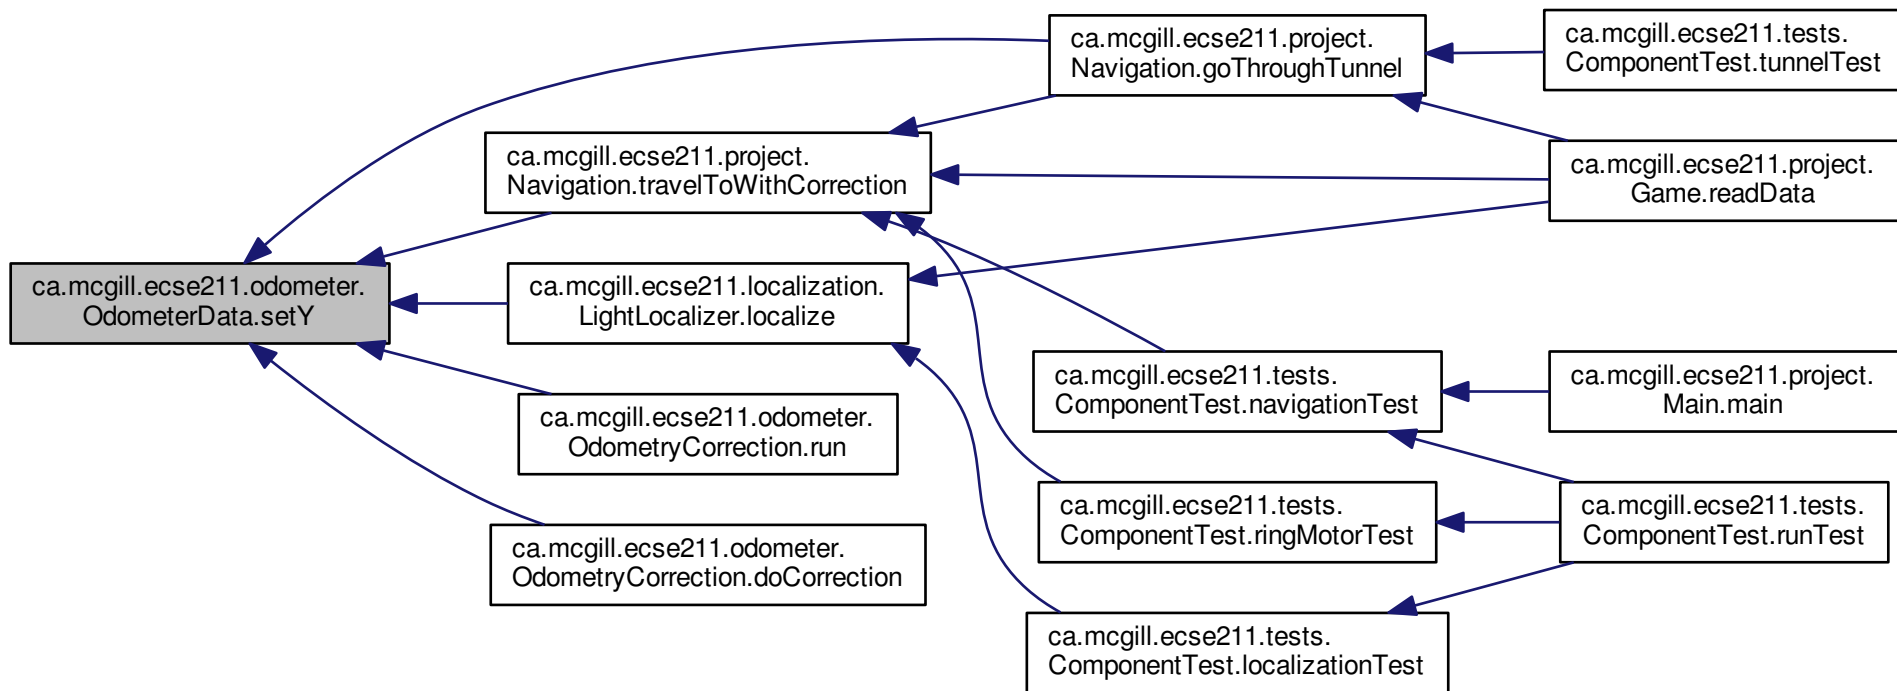 ca.mcgill.ecse211.odometer.
OdometerData.setY
ca.mcgill.ecse211.project.
Navigation.goThroughTunnel
ca.mcgill.ecse211.tests.
ComponentTest.tunnelTest
ca.mcgill.ecse211.project.
Navigation.travelToWithCorrection
ca.mcgill.ecse211.project.
Game.readData
ca.mcgill.ecse211.localization.
LightLocalizer.localize
ca.mcgill.ecse211.tests.
ComponentTest.navigationTest
ca.mcgill.ecse211.project.
Main.main
ca.mcgill.ecse211.odometer.
OdometryCorrection.run
ca.mcgill.ecse211.tests.
ComponentTest.ringMotorTest
ca.mcgill.ecse211.tests.
ComponentTest.runTest
ca.mcgill.ecse211.odometer.
OdometryCorrection.doCorrection
ca.mcgill.ecse211.tests.
ComponentTest.localizationTest